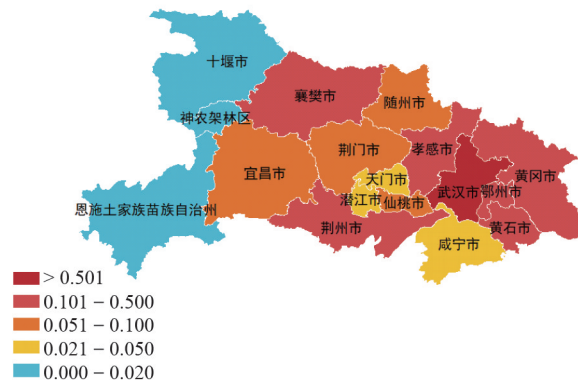 十堰市
襄樊市
随州市
神农架林区
荆门市
孝感市
宜昌市
天门市
黄冈市
武汉市
鄂州市
潜江市
仙桃市
恩施土家族苗族自治州
荆州市
黄石市
咸宁市
> 0.501
0.101 – 0.500
0.051 – 0.100
0.021 – 0.050
0.000 – 0.020